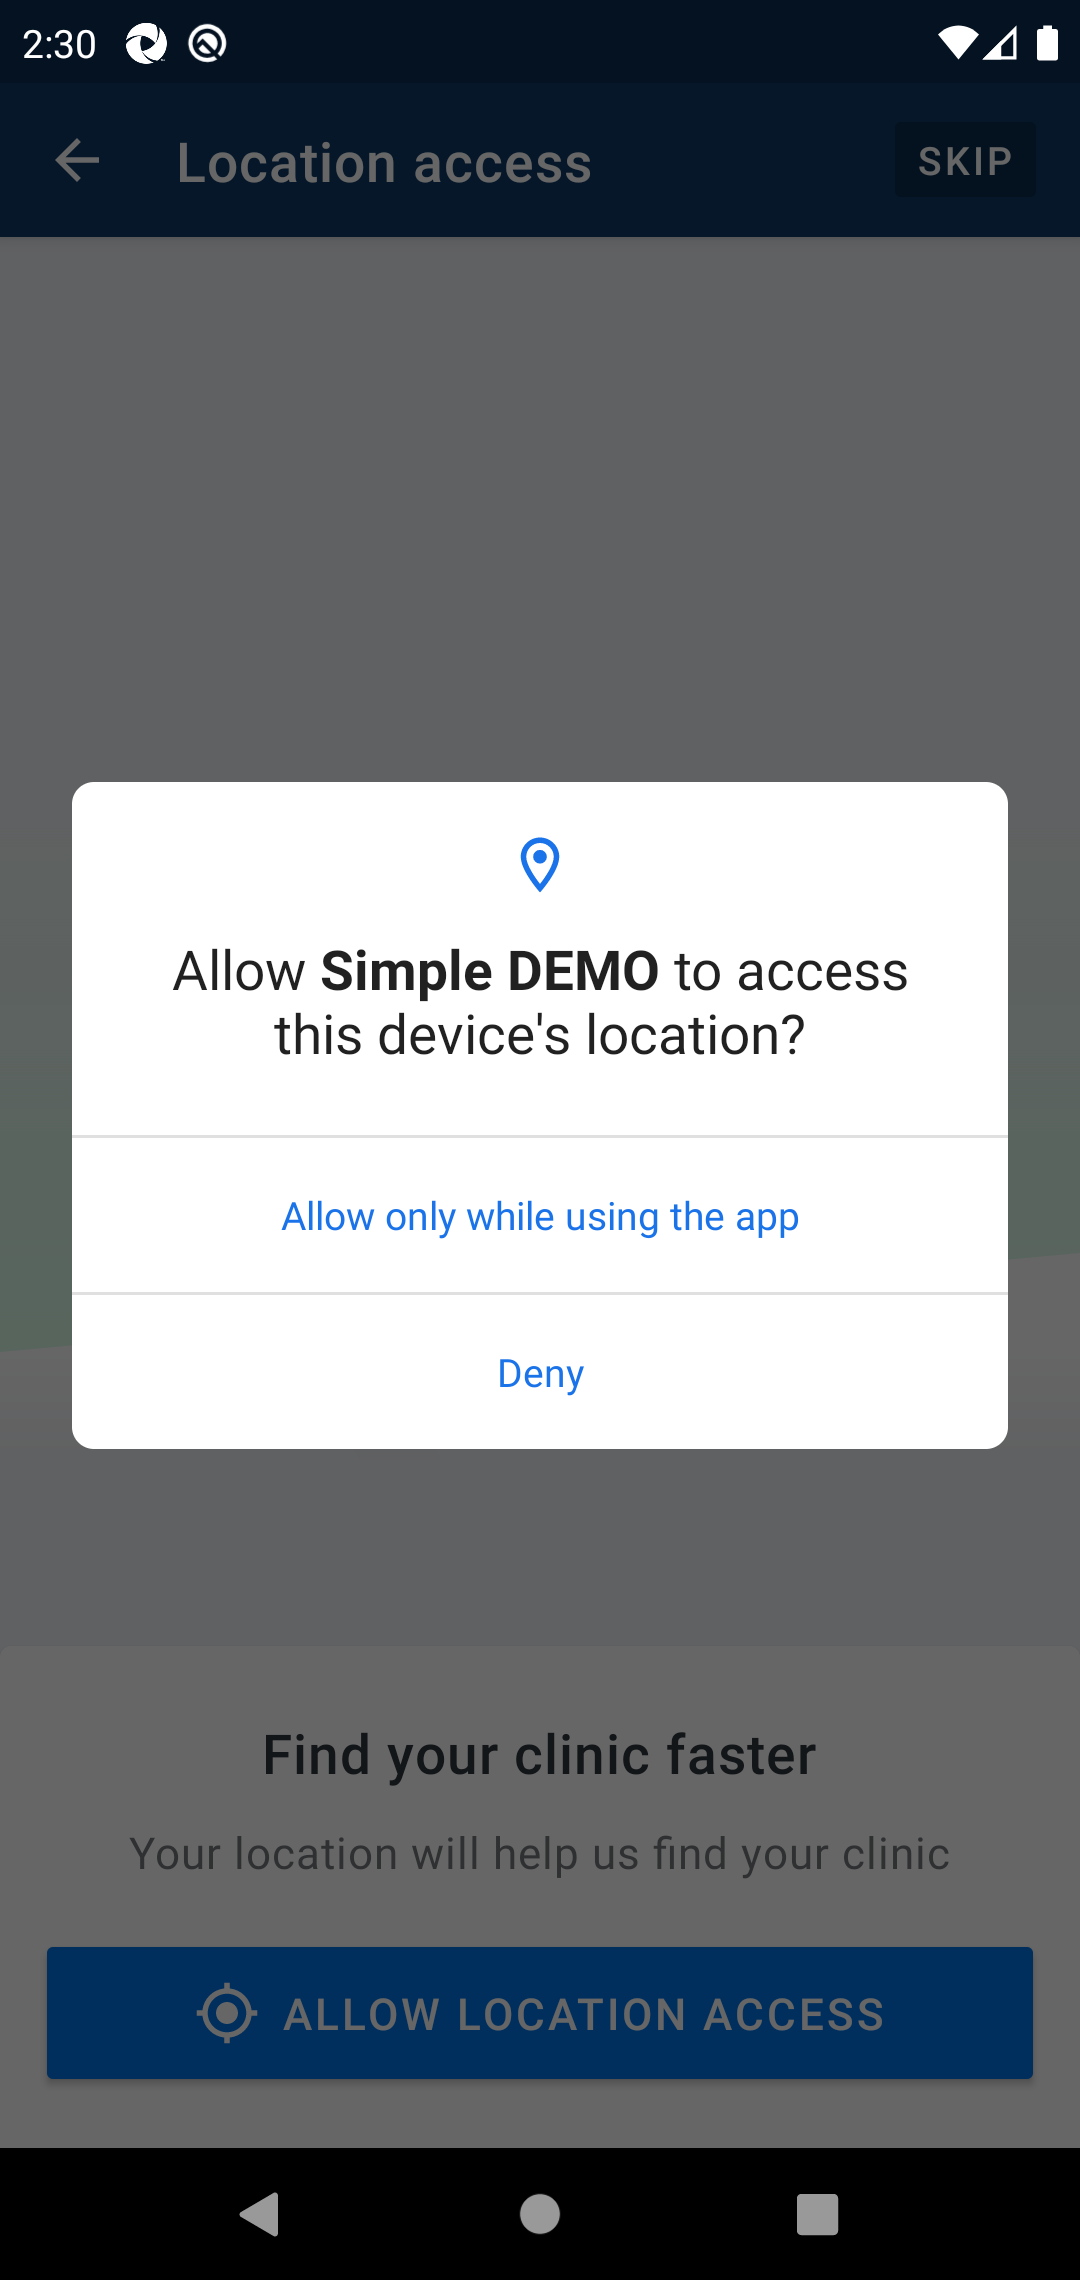 2:30
Location access
SKIP
Allow Simple DEMO to access
this device's location?
Allow only while using the app
Deny
Find your clinic faster
Your location will help us find your clinic
ALLOW LOCATION ACCESS